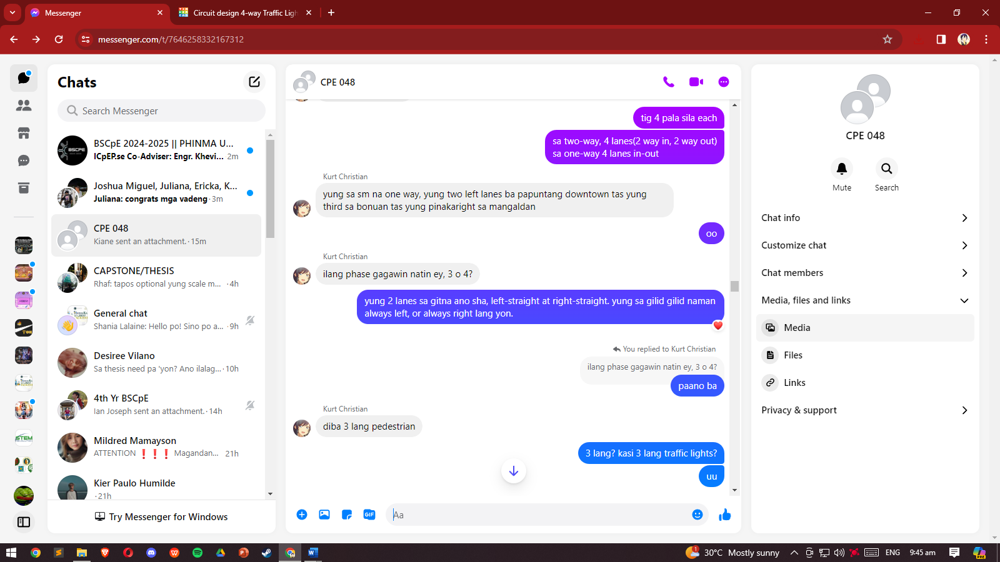 Messenger
Circuit design 4-way Traffic Ligh
messenger.com/t/7646258332167312
Chats
Search Messenger
BSCpE 2024-2025 || PHINMA U...
ICpEP.se Co-Adviser: Engr. Khevi... 2m
Joshua Miguel, Juliana, Ericka, K...
Juliana: congrats mga vadeng · 3m
CPE 048
Kiane sent an attachment. · 15m
CAPSTONE/THESIS
Rhaf: tapos optional yung scale m... · 4h
General chat
Shania Lalaine: Hello po! Sino po a... · 9h
Desiree Vilano
Sa thesis need pa 'yon? Ano ilalag... · 10h
4th Yr BSCpE
Ian Joseph sent an attachment. · 14h
Mildred Mamayson
ATTENTION ❗❗❗ Magandan... 21h
Kier Paulo Humilde
· 21h
Try Messenger for Windows
CPE 048
tig 4 pala sila each
sa two-way, 4 lanes(2 way in, 2 way out)
sa one-way 4 lanes in-out
Kurt Christian
yung sa sm na one way, yung two left lanes ba papuntang downtown tas yung
third sa bonuan tas yung pinakaright sa mangaldan
oo
Kurt Christian
ilang phase gagawin natin ey, 3 o 4?
yung 2 lanes sa gitna ano sha, left-straight at right-straight. yung sa gilid gilid naman
always left, or always right lang yon.
You replied to Kurt Christian
ilang phase gagawin natin ey, 3 o 4?
paano ba
Kurt Christian
diba 3 lang pedestrian
3 lang? kasi 3 lang traffic lights?
uu
GIF
Aa
CPE 048
Mute
Search
Chat info
Customize chat
Chat members
Media, files and links
Media
Files
Links
Privacy & support
30°C Mostly sunny
ENG
9:45 am